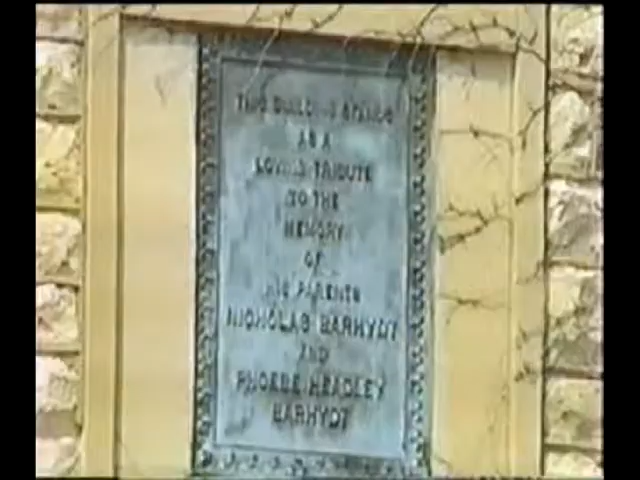 THIS BUILDING STANDS
AS A
LOVING TRIBUTE
TO THE
MEMORY
OF
HIS PARENTS
NICHOLAS BARHYDT
AND
PHOEBE HEADLEY
BARHYDT